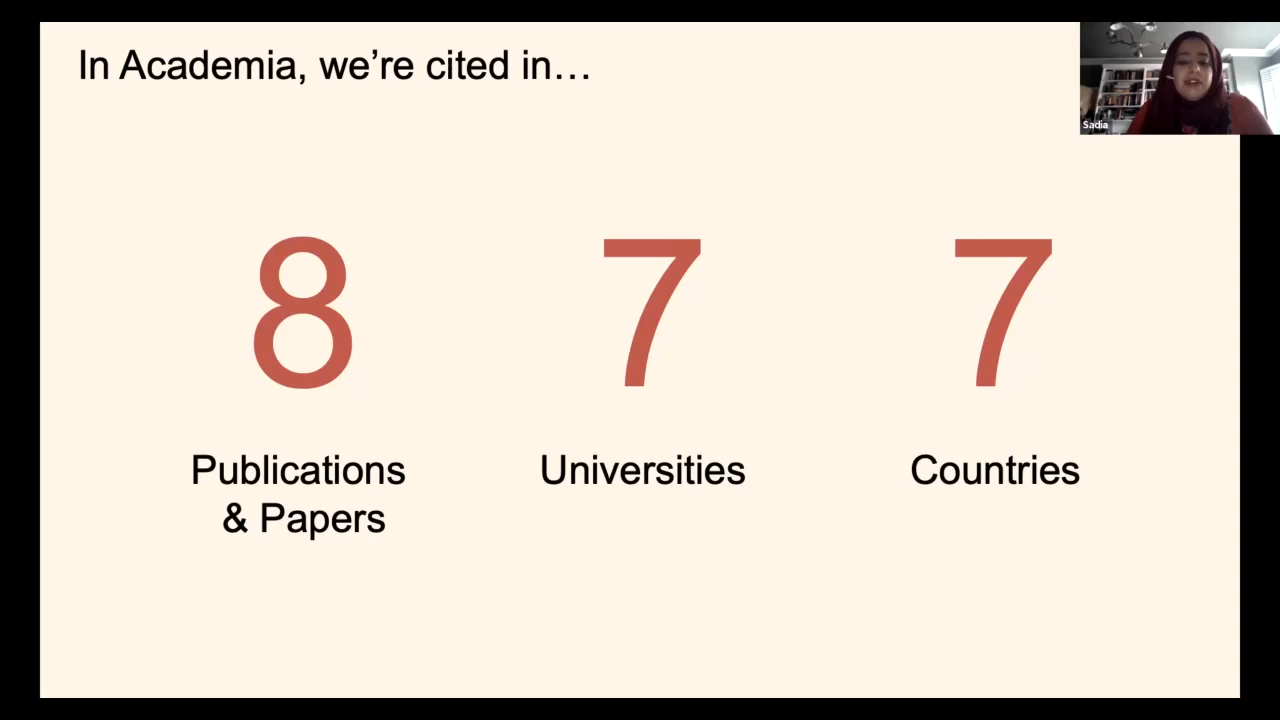 In Academia, we’re cited in…
Sadia
8
7
7
Publications
& Papers
Universities
Countries